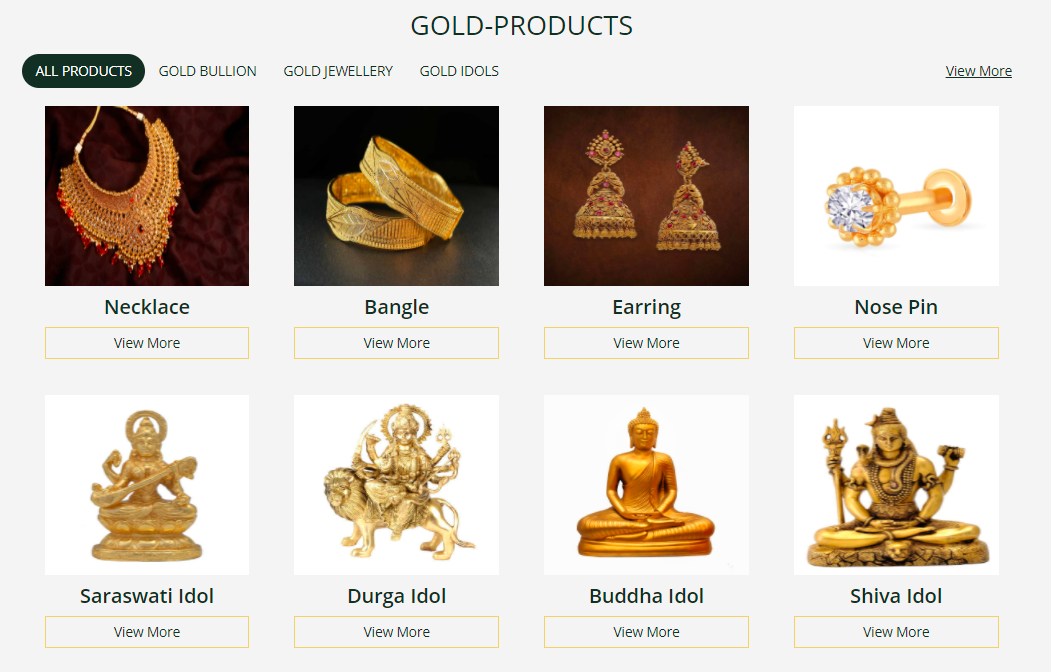 GOLD-PRODUCTS
ALL PRODUCTS GOLD BULLION GOLD JEWELLERY GOLD IDOLS View More
Necklace Bangle Earring Nose Pin
View More View More View More View More
Saraswati Idol Durga Idol Buddha Idol Shiva Idol
View More View More View More View More